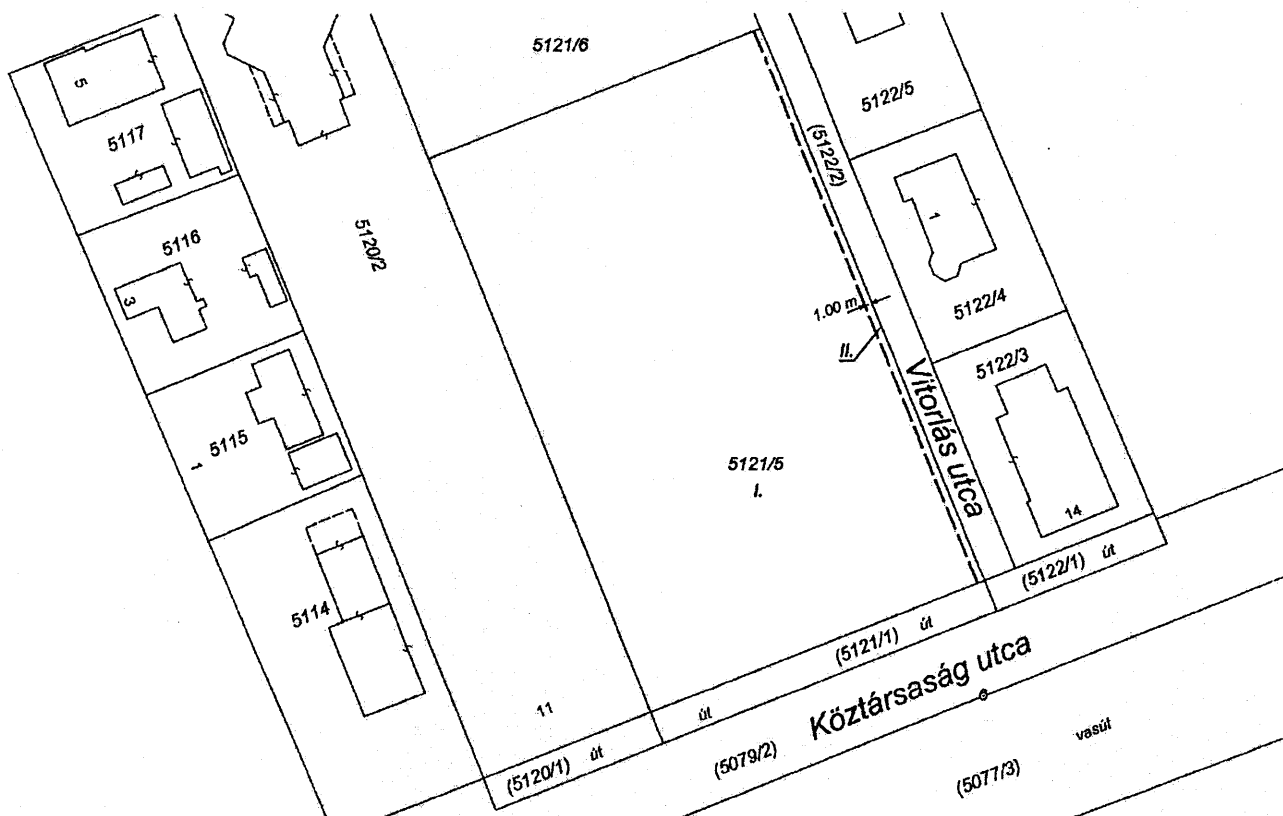 5121/6
5
5117
5122/5
(5122/2)
5116
5120/2
1
3
5122/4
1.00 m
II.
5122/3
Vitorlás utca
5115
1
5121/5
I.
14
5114
(5122/1) út
(5121/1) út
11
út
Köztársaság utca
(5120/1) út
(5079/2)
vasút
(5077/3)